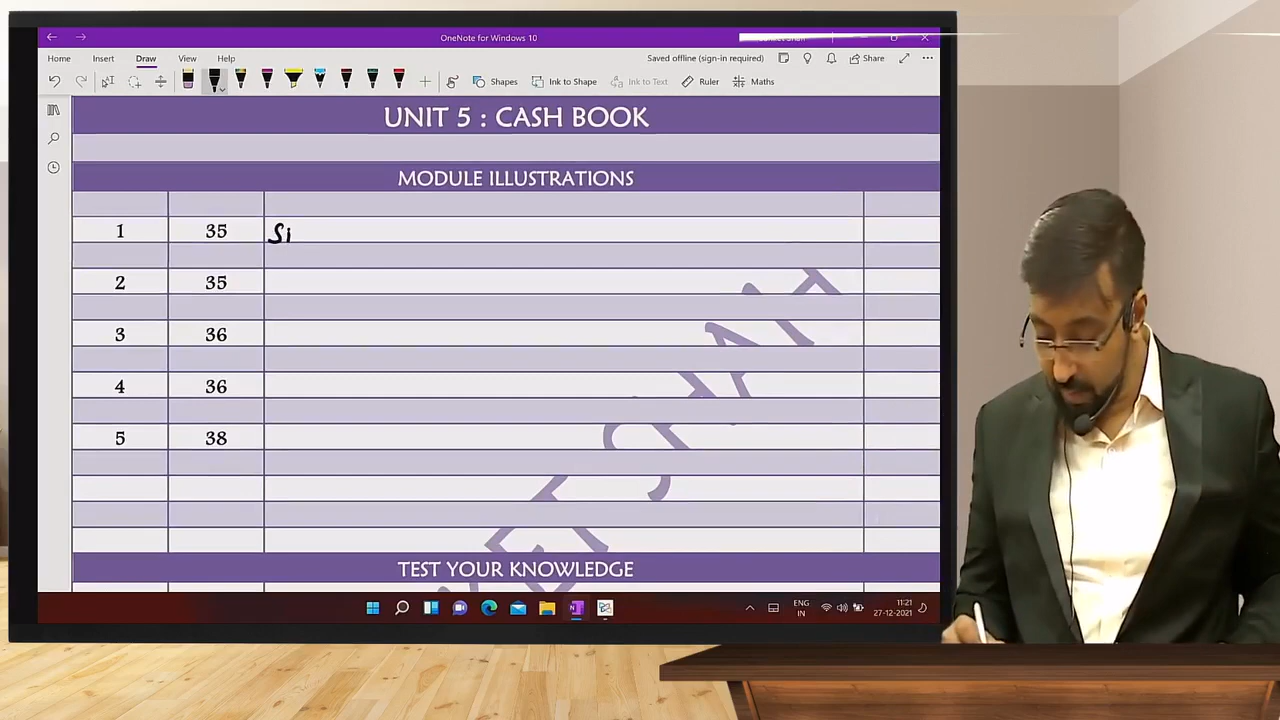 OneNote for Windows 10
Home Insert Draw View Help
Saved offline (sign-in required)
Share
Shapes Ink to Shape Ink to Text Ruler Maths
UNIT 5 : CASH BOOK
MODULE ILLUSTRATIONS
1 35 Si
2 35
3 36
4 36
5 38
TEST YOUR KNOWLEDGE
ENG
IN
11:21
27-12-2021